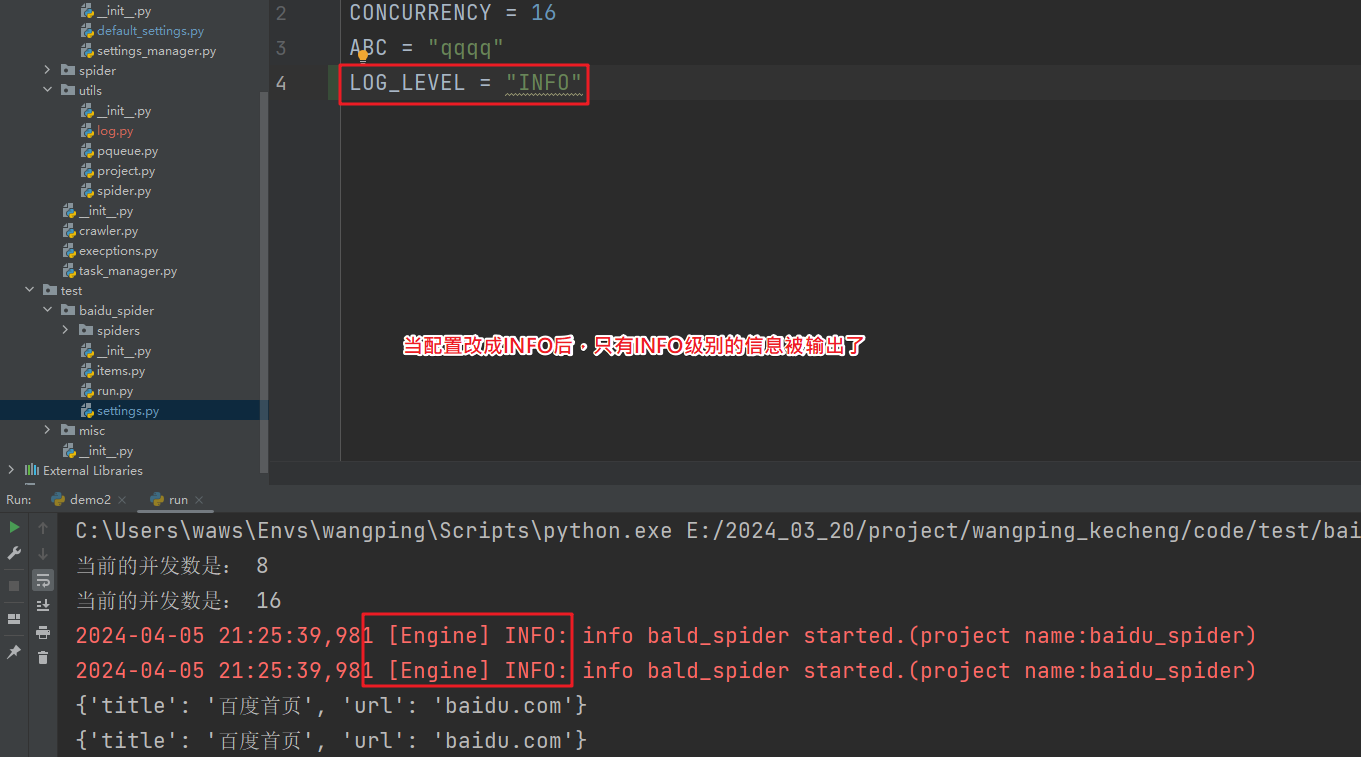 __init__.py
default_settings.py
settings_manager.py
spider
utils
__init__.py
log.py
pqueue.py
project.py
spider.py
__init__.py
crawler.py
execptions.py
task_manager.py
test
baidu_spider
spiders
__init__.py
items.py
run.py
settings.py
misc
__init__.py
External Libraries
2 CONCURRENCY = 16
3 ABC = "qqqq"
4 LOG_LEVEL = "INFO"
当配置改成INFO后，只有INFO级别的信息被输出了
Run: demo2 run
C:\Users\waws\Envs\wangping\Scripts\python.exe E:/2024_03_20/project/wangping_kecheng/code/test/bai
当前的并发数是： 8
当前的并发数是： 16
2024-04-05 21:25:39,981 [Engine] INFO: info bald_spider started.(project name:baidu_spider)
2024-04-05 21:25:39,981 [Engine] INFO: info bald_spider started.(project name:baidu_spider)
{'title': '百度首页', 'url': 'baidu.com'}
{'title': '百度首页', 'url': 'baidu.com'}